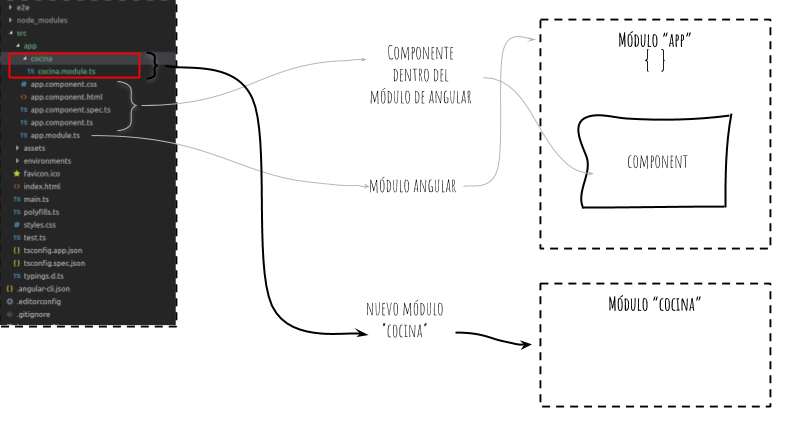 e2e
node_modules
src
app
cocina
cocina.module.ts
app.component.css
app.component.html
app.component.spec.ts
app.component.ts
app.module.ts
assets
environments
favicon.ico
index.html
main.ts
polyfills.ts
styles.css
test.ts
tsconfig.app.json
tsconfig.spec.json
typings.d.ts
.angular-cli.json
.editorconfig
.gitignore
Componente
dentro del
módulo de angular
módulo angular
nuevo módulo
"cocina"
Módulo "app"
{ }
component
Módulo "cocina"